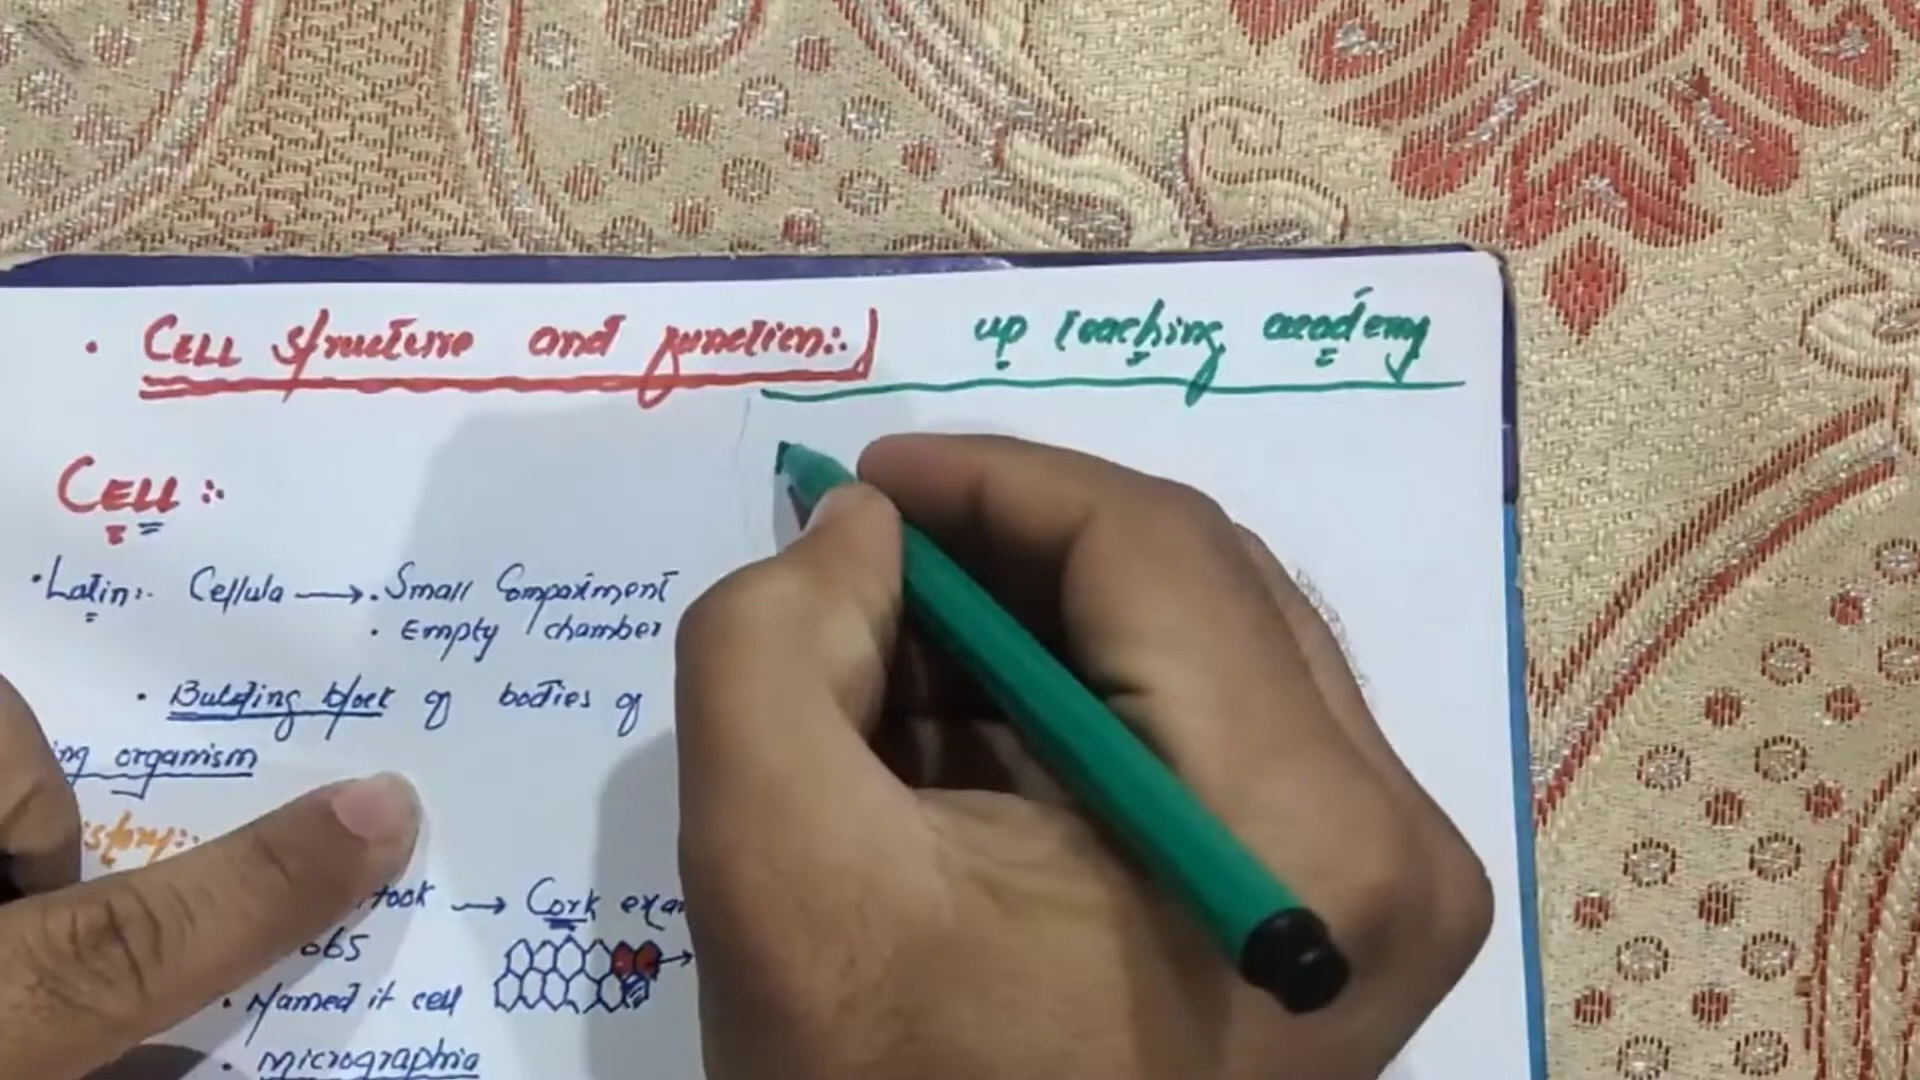 • CELL structure and function:. up teaching academy
CELL :.
• Latin:. Cellula → • Small Compartment
• Empty chamber
• Building block of bodies of
organism
Cork
• Named it cell
• Micrographia